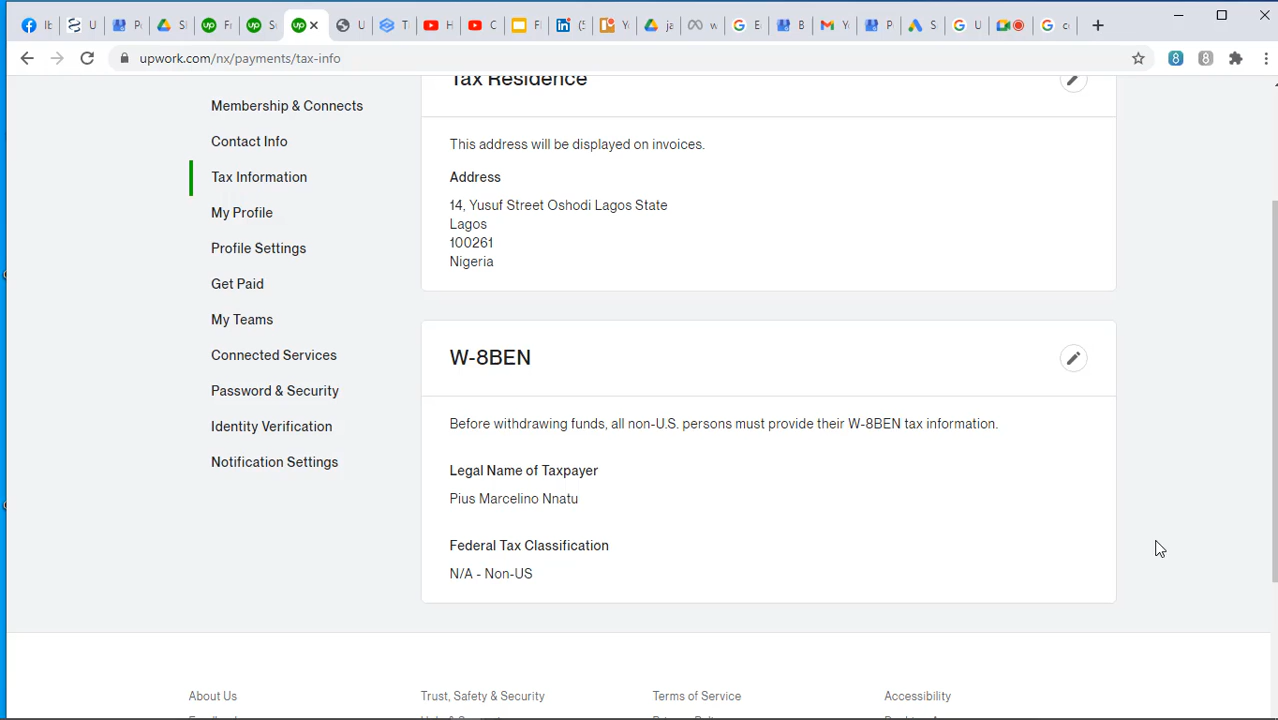 upwork.com/nx/payments/tax-info
Tax Residence
Membership & Connects
Contact Info
Tax Information
My Profile
Profile Settings
Get Paid
My Teams
Connected Services
Password & Security
Identity Verification
Notification Settings
This address will be displayed on invoices.
Address
14, Yusuf Street Oshodi Lagos State
Lagos
100261
Nigeria
W-8BEN
Before withdrawing funds, all non-U.S. persons must provide their W-8BEN tax information.
Legal Name of Taxpayer
Pius Marcelino Nnatu
Federal Tax Classification
N/A - Non-US
About Us
Trust, Safety & Security
Terms of Service
Accessibility